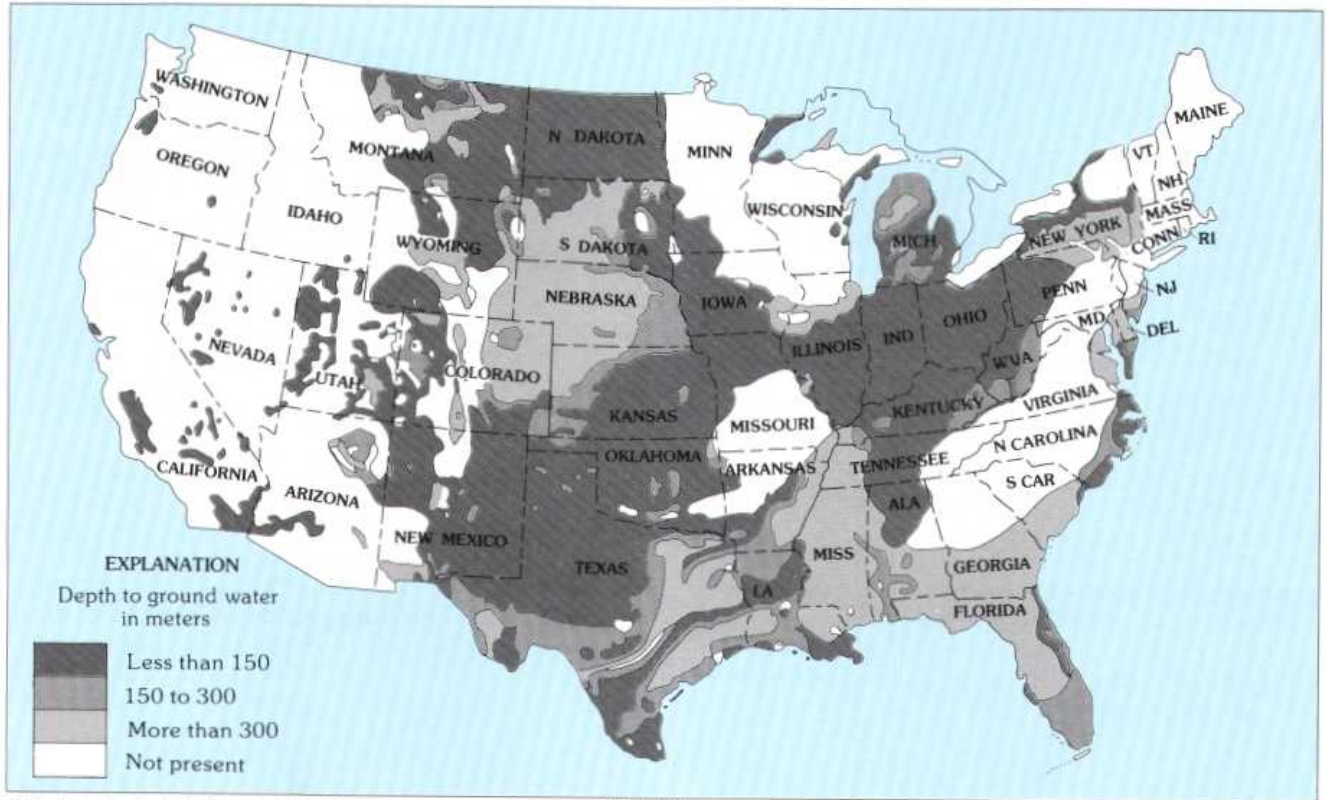 WASHINGTON
OREGON
IDAHO
MONTANA
N DAKOTA
MINN
WISCONSIN
MICH
MAINE
VT
NH
MASS
NEW YORK
CONN
RI
WYOMING
S DAKOTA
NEBRASKA
IOWA
ILLINOIS
IND
OHIO
PENN
NJ
MD
DEL
W VA
NEVADA
UTAH
COLORADO
KANSAS
MISSOURI
KENTUCKY
VIRGINIA
N CAROLINA
CALIFORNIA
ARIZONA
NEW MEXICO
OKLAHOMA
ARKANSAS
TENNESSEE
S CAR
TEXAS
LA
MISS
ALA
GEORGIA
FLORIDA
EXPLANATION
Depth to ground water
in meters
Less than 150
150 to 300
More than 300
Not present